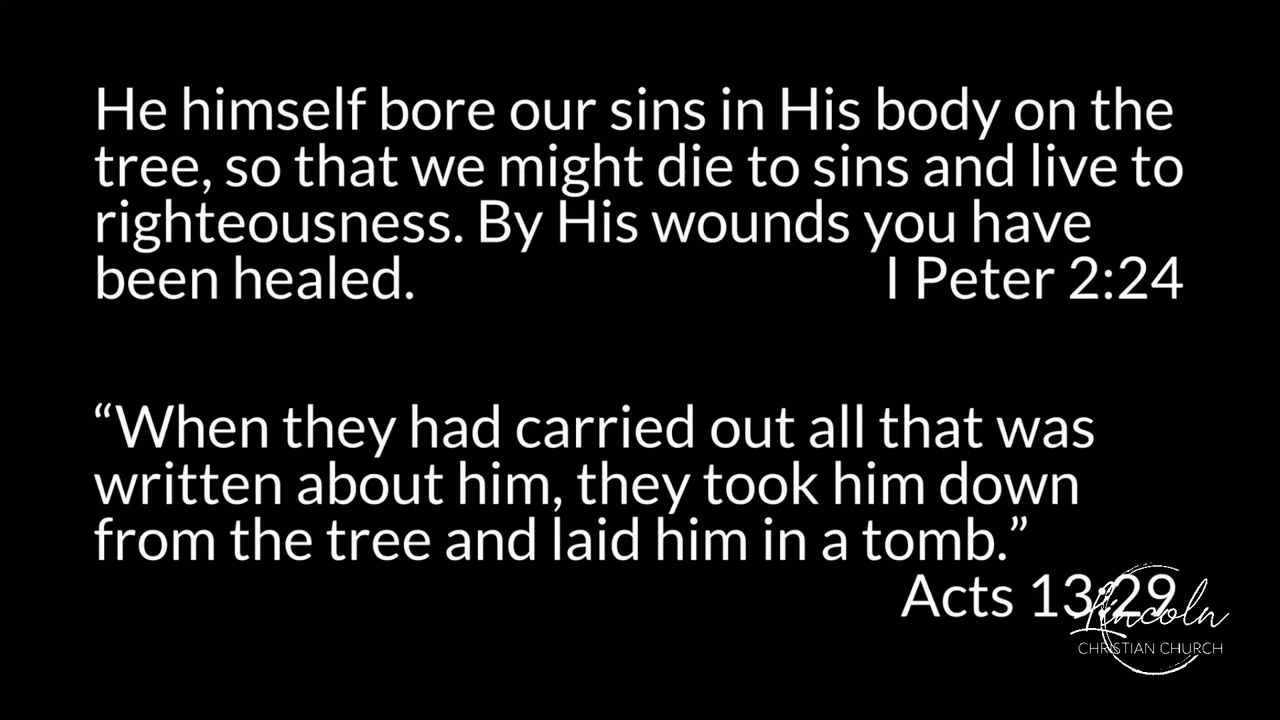 He himself bore our sins in His body on the
tree, so that we might die to sins and live to
righteousness. By His wounds you have
been healed. I Peter 2:24
“When they had carried out all that was
written about him, they took him down
from the tree and laid him in a tomb.”
Acts 13:29
Lincoln
CHRISTIAN CHURCH